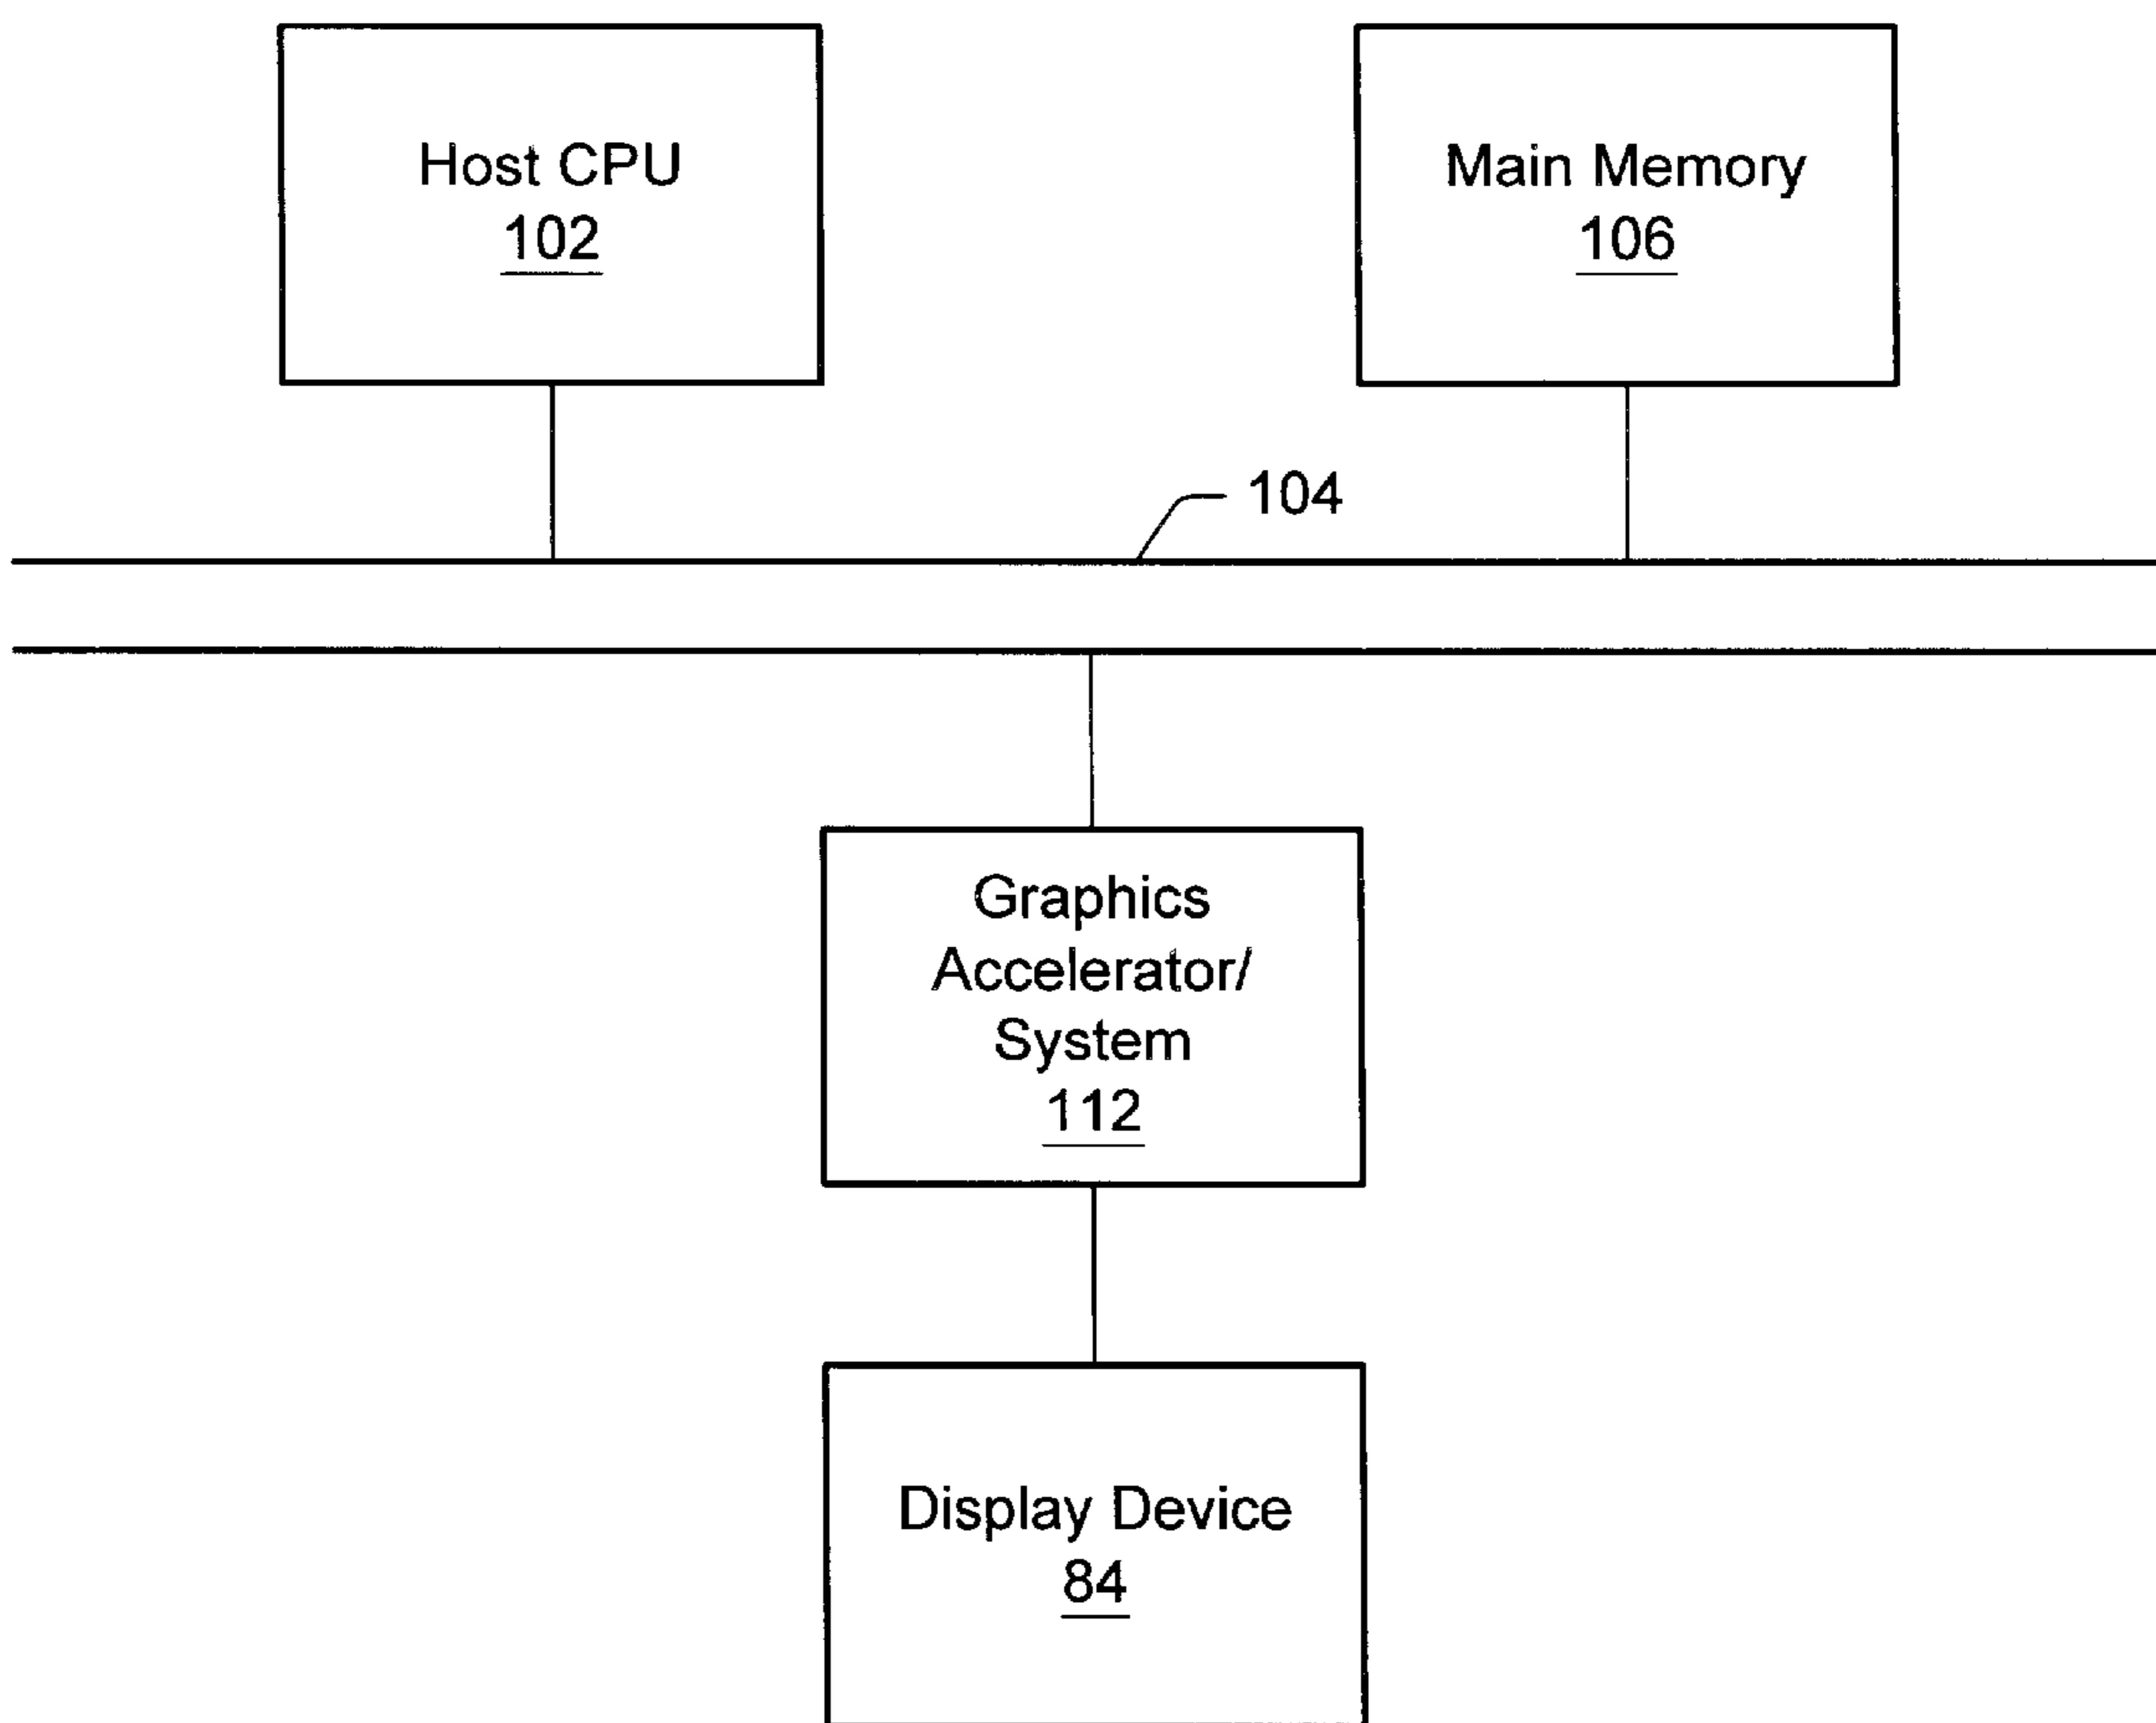 Host CPU
102
Main Memory
106
104
Graphics
Accelerator/
System
112
Display Device
84